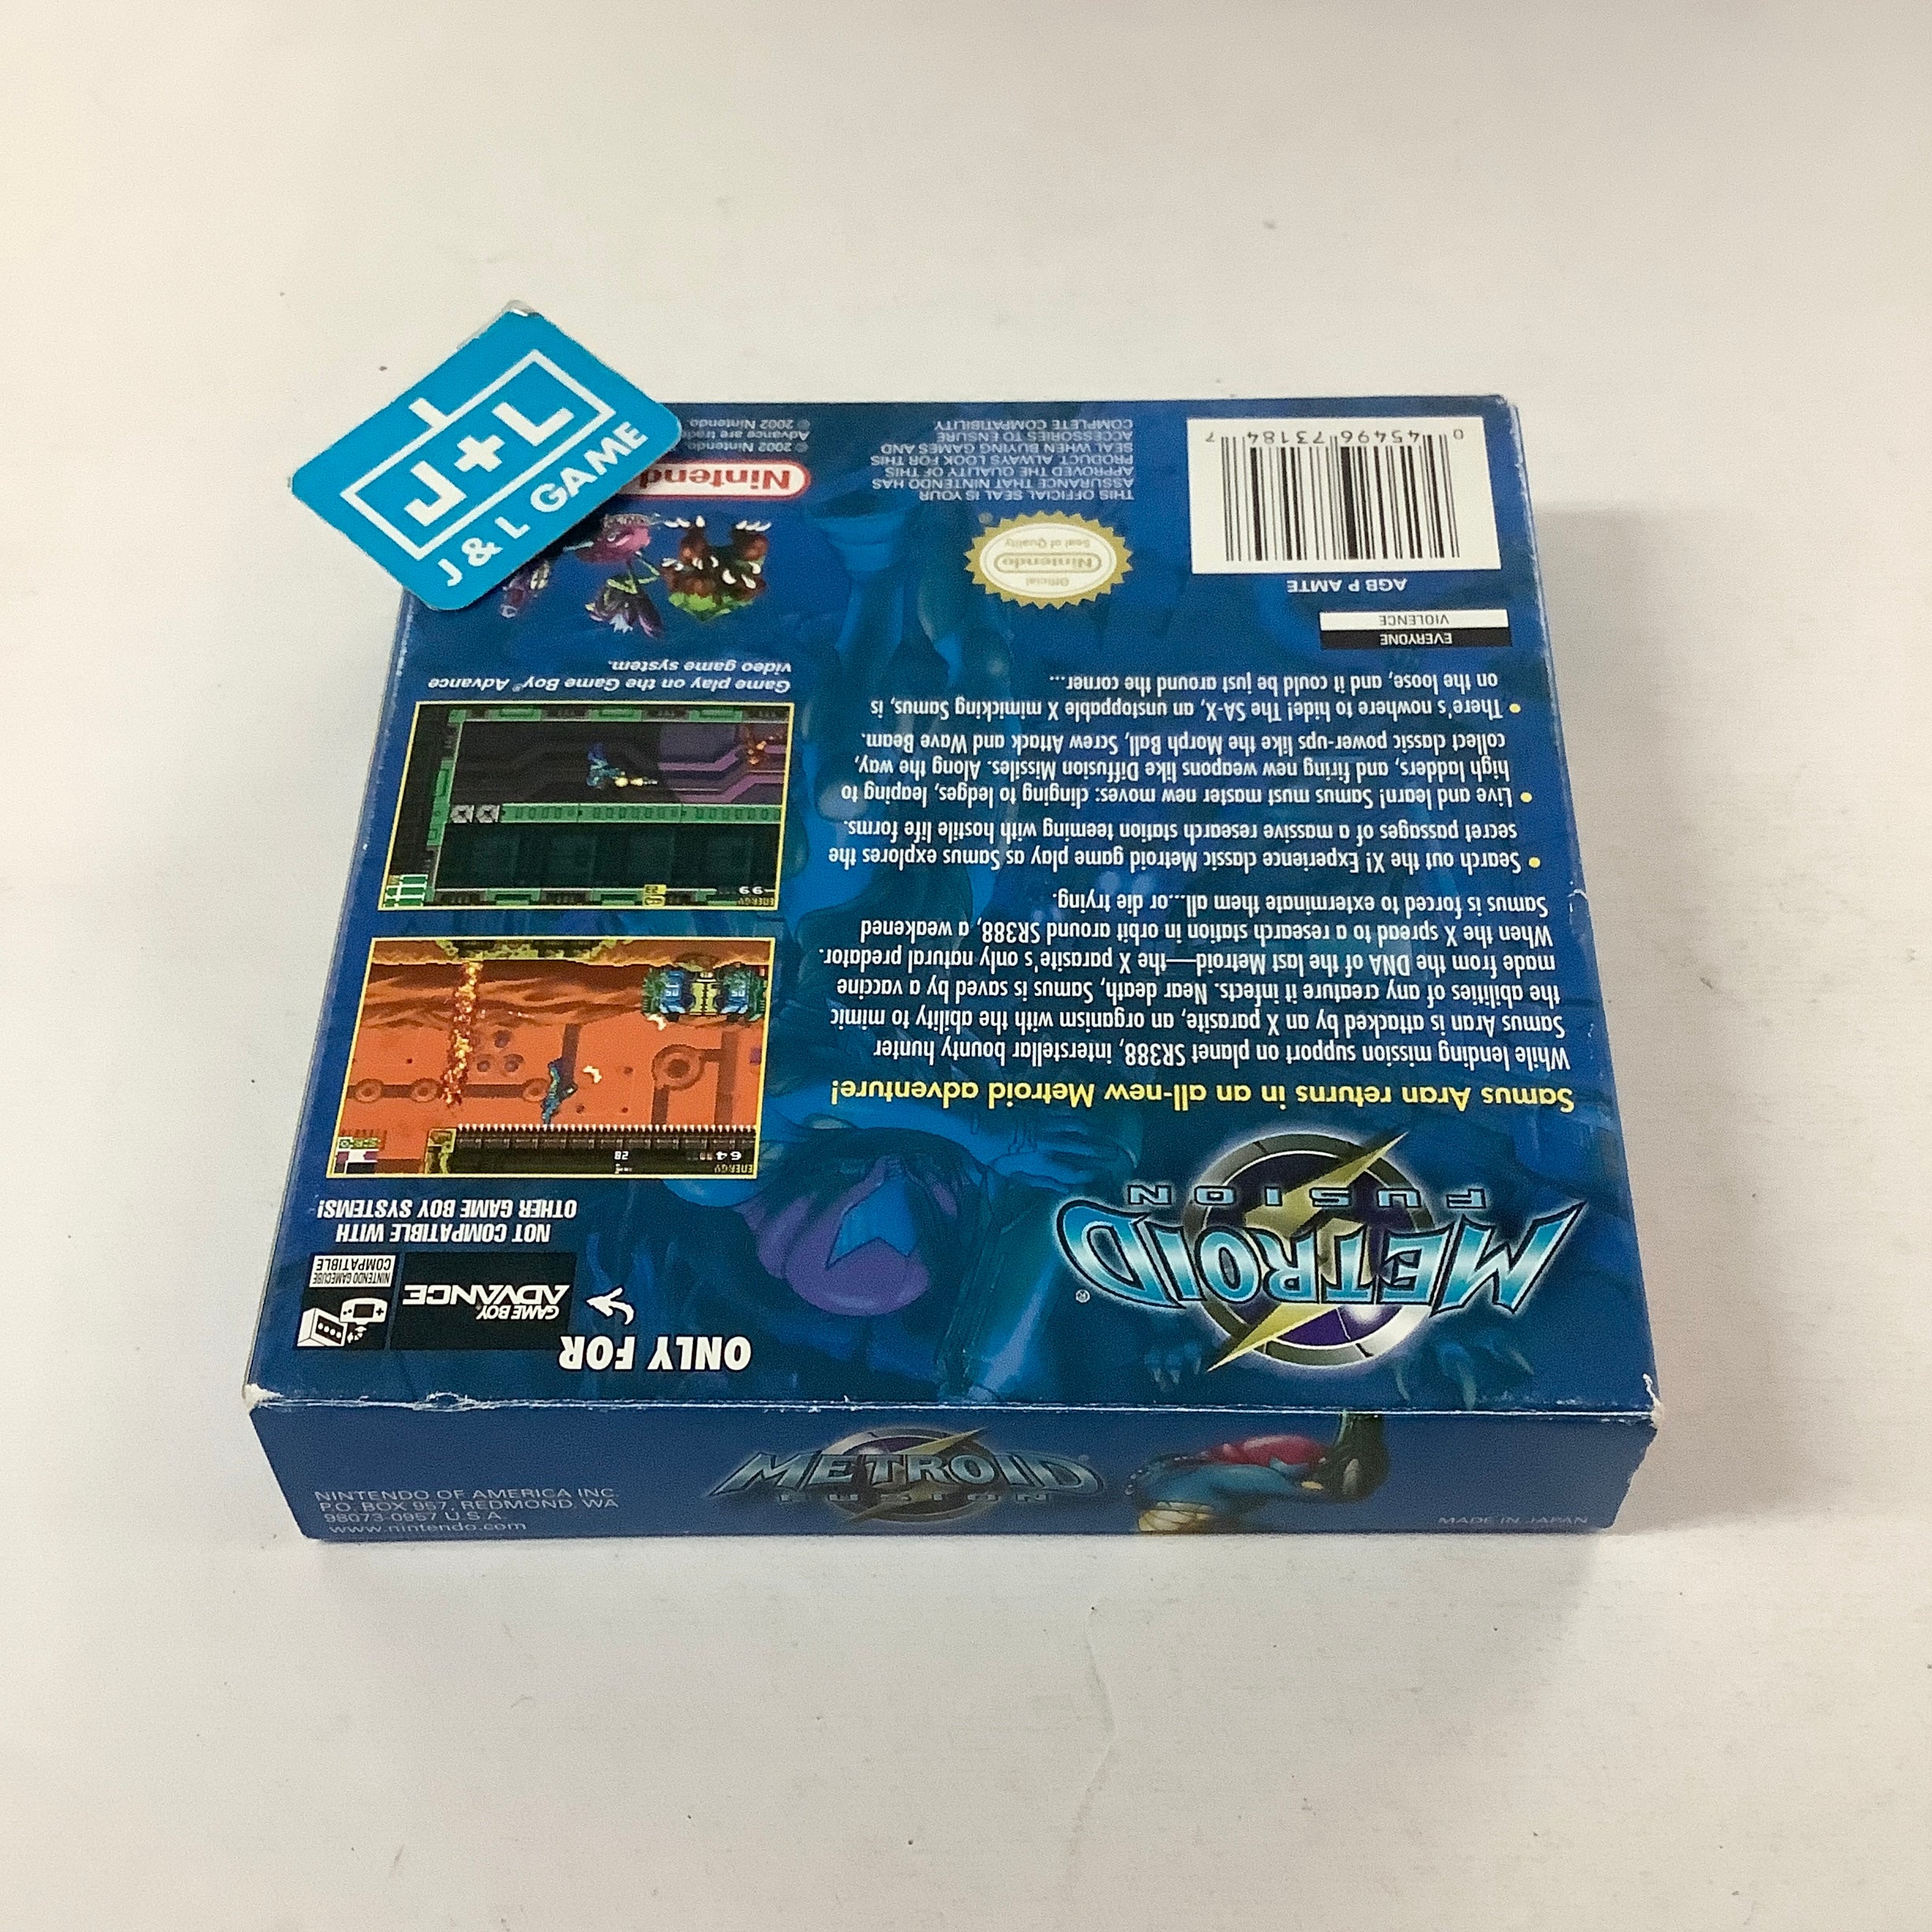 J+L
J & L GAME
ONLY FOR
GAME BOY
ADVANCE
NINTENDO GAMECUBE
COMPATIBLE
NOT COMPATIBLE WITH
OTHER GAME BOY SYSTEMS!
METROID®
FUSION
Samus Aran returns in an all-new Metroid adventure!
While lending mission support on planet SR388, interstellar bounty hunter
Samus Aran is attacked by an X parasite, an organism with the ability to mimic
the abilities of any creature it infects. Near death, Samus is saved by a vaccine
made from the DNA of the last Metroid—the X parasite's only natural predator.
When the X spread to a research station in orbit around SR388, a weakened
Samus is forced to exterminate them all...or die trying.
• Search out the X! Experience classic Metroid game play as Samus explores the
secret passages of a massive research station teeming with hostile life forms.
• Live and learn! Samus must master new moves: clinging to ledges, leaping to
high ladders, and firing new weapons like Diffusion Missiles. Along the way,
collect classic power-ups like the Morph Ball, Screw Attack and Wave Beam.
• There's nowhere to hide! The SA-X, an unstoppable X mimicking Samus, is
on the loose, and it could be just around the corner...
ENERGY
64
28
ENERGY
99
Game play on the Game Boy® Advance
video game system.
EVERYONE
VIOLENCE
AGB P AMTE
0 45496 73184 7
Official
Nintendo
Seal of Quality
THIS OFFICIAL SEAL IS YOUR
ASSURANCE THAT NINTENDO HAS
APPROVED THE QUALITY OF THIS
PRODUCT. ALWAYS LOOK FOR THIS
SEAL WHEN BUYING GAMES AND
ACCESSORIES TO ENSURE
COMPLETE COMPATIBILITY.
Nintend
© 2002 Nintendo.
Advance are trade
© 2002 Nintendo.
METROID
FUSION
NINTENDO OF AMERICA INC.
P.O. BOX 957, REDMOND, WA
98073-0957 U.S.A.
www.nintendo.com
MADE IN JAPAN